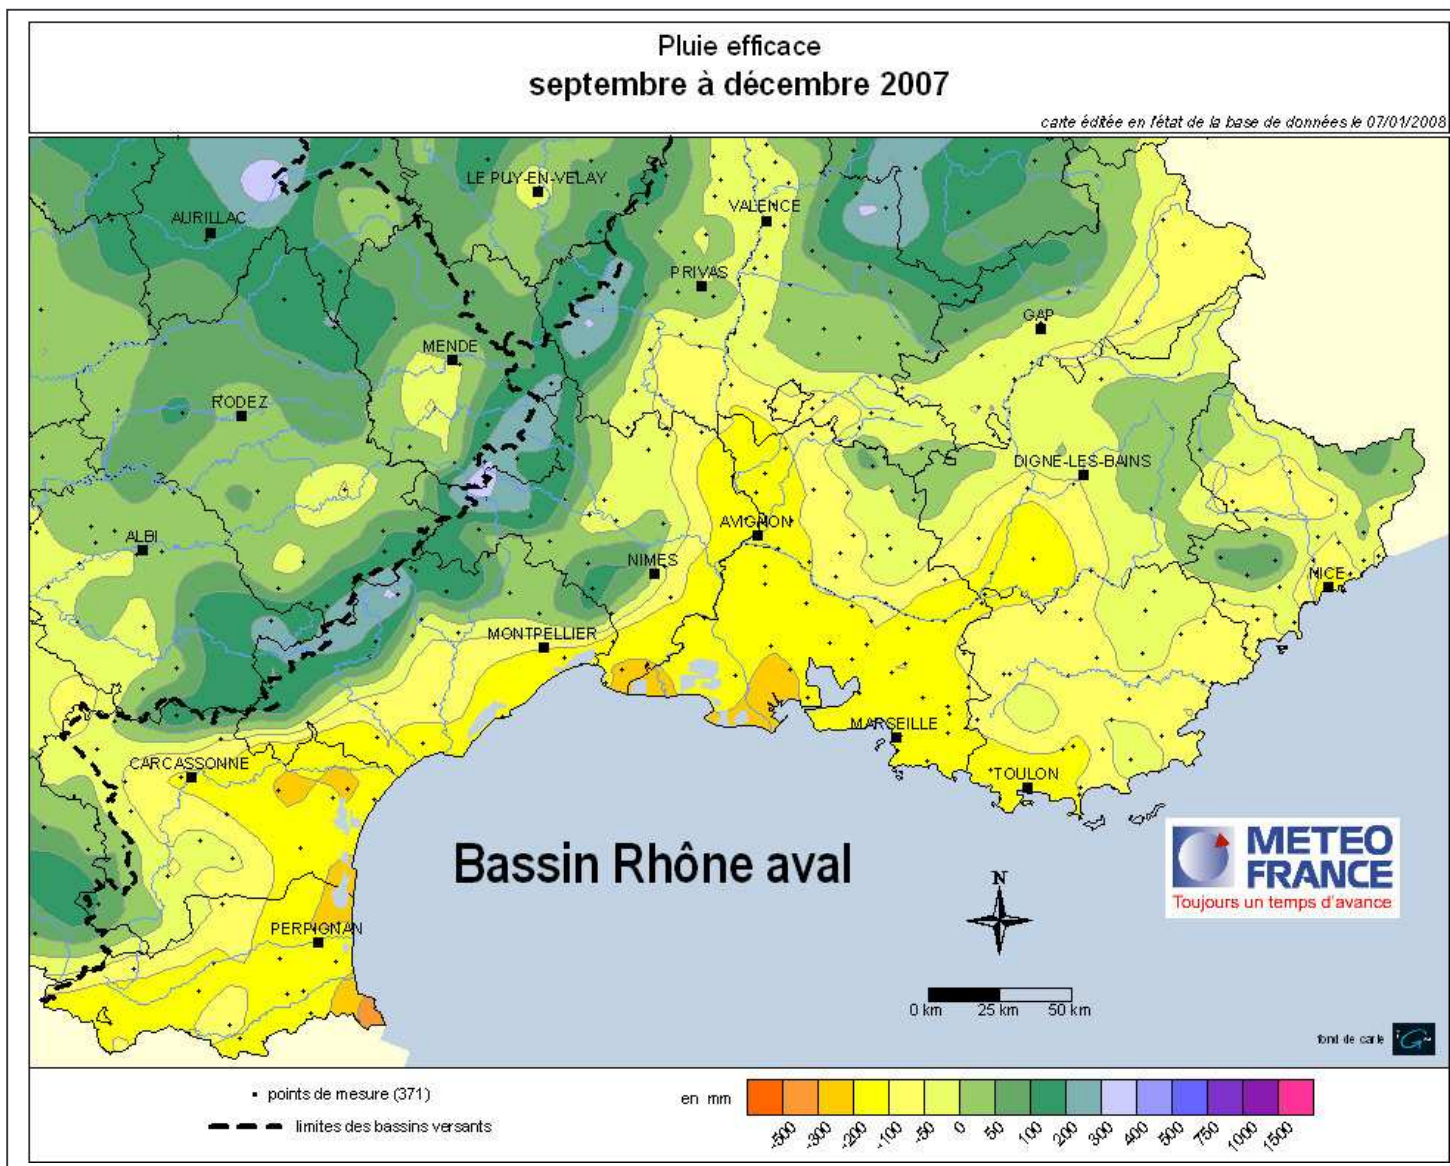 Pluie efficace
septembre à décembre 2007
carte éditée en l'état de la base de données le 07/01/2008
LE PUY-EN-VELAY
AURILLAC
VALENCE
PRIVAS
GAP
MENDE
RODEZ
DIGNE-LES-BAINS
AVIGNON
ALBI
NIMES
NICE
MONTPELLIER
MARSEILLE
CARCASSONNE
TOULON
METEO
FRANCE
Toujours un temps d'avance
Bassin Rhône aval
N
PERPIGNAN
0 km 25 km 50 km
fond de carte
• points de mesure (371)
en mm
limites des bassins versants
-500 -300 -200 -100 -50 0 50 100 200 300 400 500 750 1000 1500